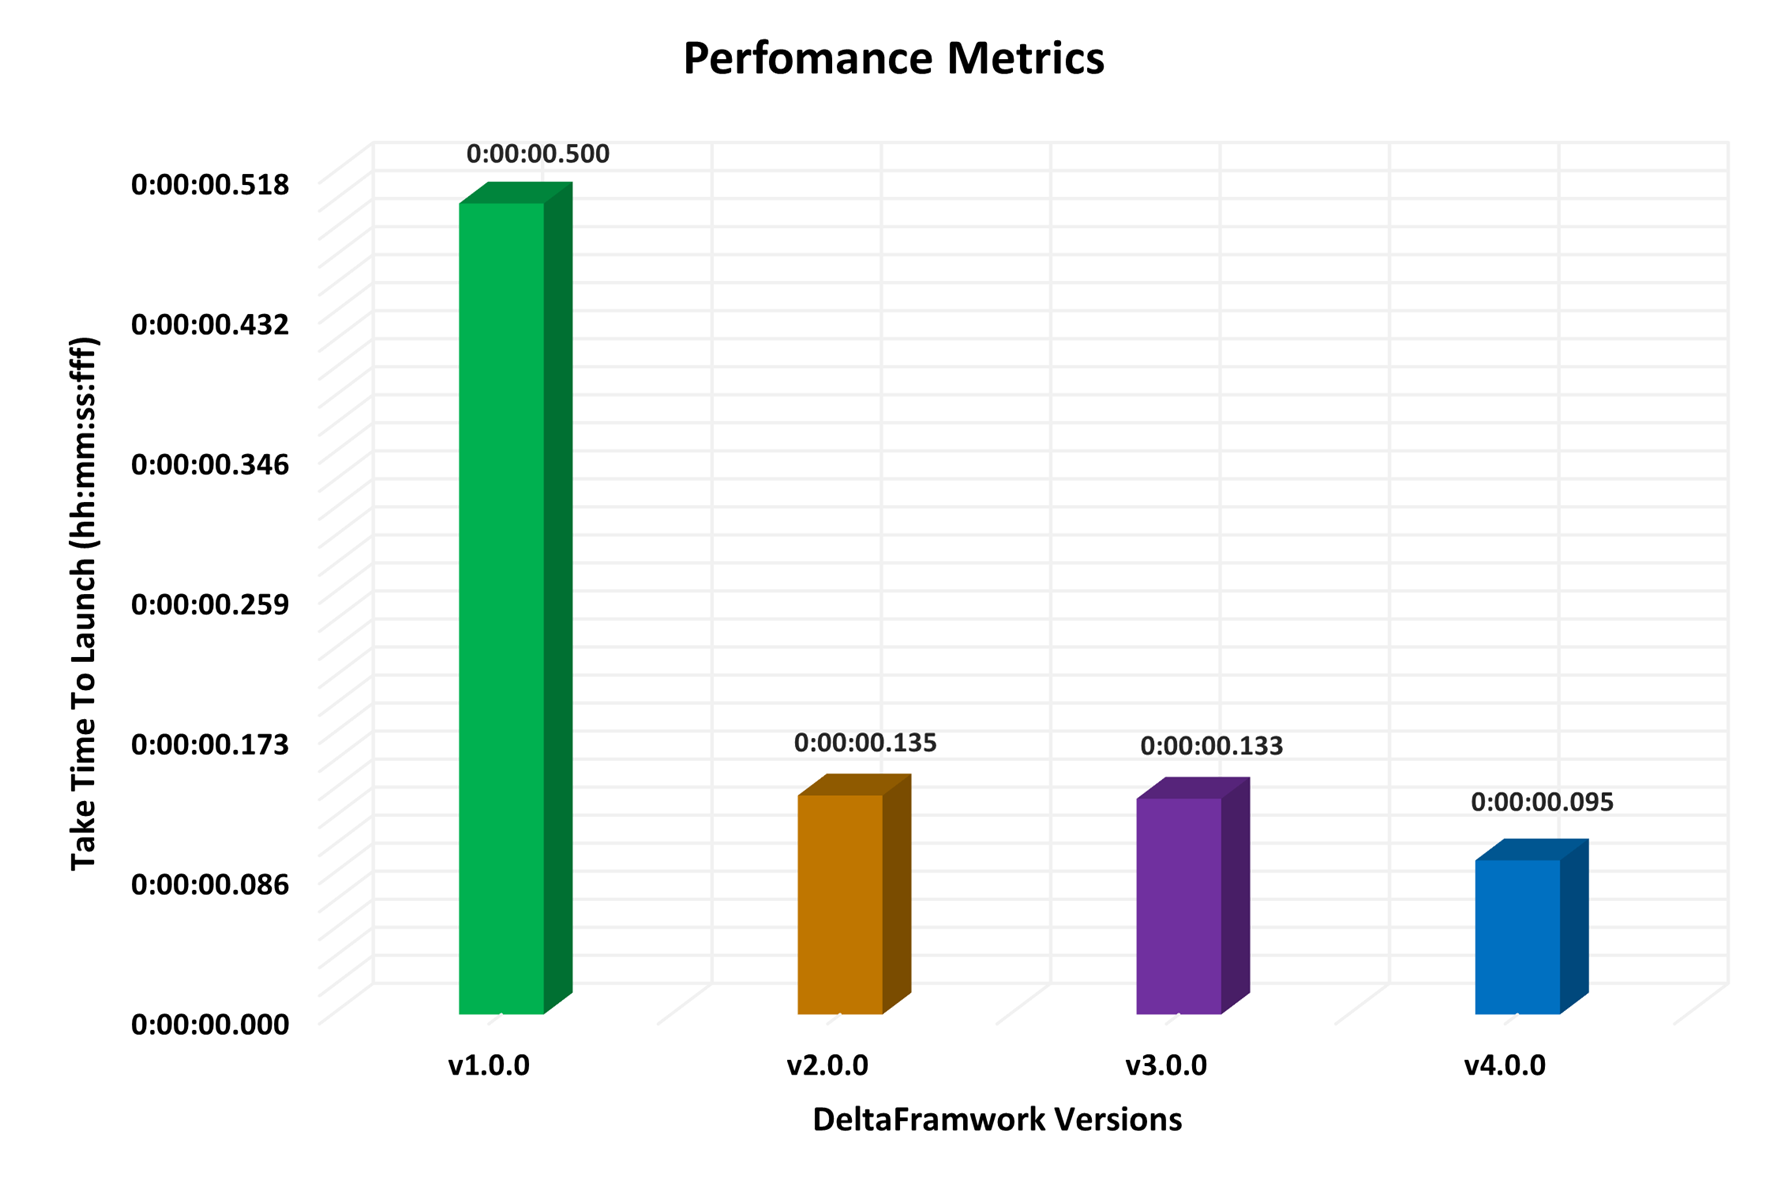 Perfomance Metrics
0:00:00.500
0:00:00.518
0:00:00.432
0:00:00.346
0:00:00.259
0:00:00.173
0:00:00.086
0:00:00.000
Take Time To Launch (hh:mm:ss:fff)
0:00:00.135
0:00:00.133
0:00:00.095
v1.0.0
v2.0.0
v3.0.0
v4.0.0
DeltaFramwork Versions